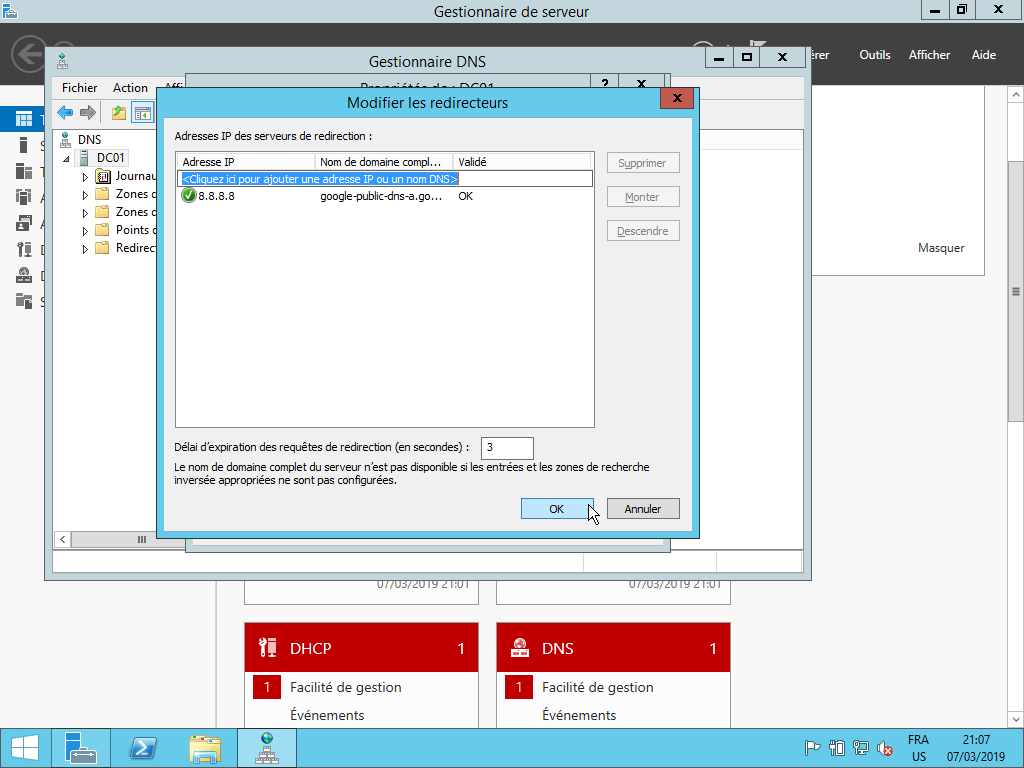 Gestionnaire de serveur
Outils
Afficher
Aide
Gestionnaire DNS
Fichier
Action
Modifier les redirecteurs
Adresses IP des serveurs de redirection :
Adresse IP
Nom de domaine compl...
Validé
<Cliquez ici pour ajouter une adresse IP ou un nom DNS>
8.8.8.8
google-public-dns-a.go...
OK
Supprimer
Monter
Descendre
DNS
DC01
Journau
Zones d
Zones d
Points d
Redirect
Masquer
Délai d'expiration des requêtes de redirection (en secondes) :
3
Le nom de domaine complet du serveur n'est pas disponible si les entrées et les zones de recherche
inversée appropriées ne sont pas configurées.
OK
Annuler
07/03/2019 21:01
07/03/2019 21:01
DHCP
1
DNS
1
1
Facilité de gestion
1
Facilité de gestion
Événements
Événements
FRA
US
21:07
07/03/2019